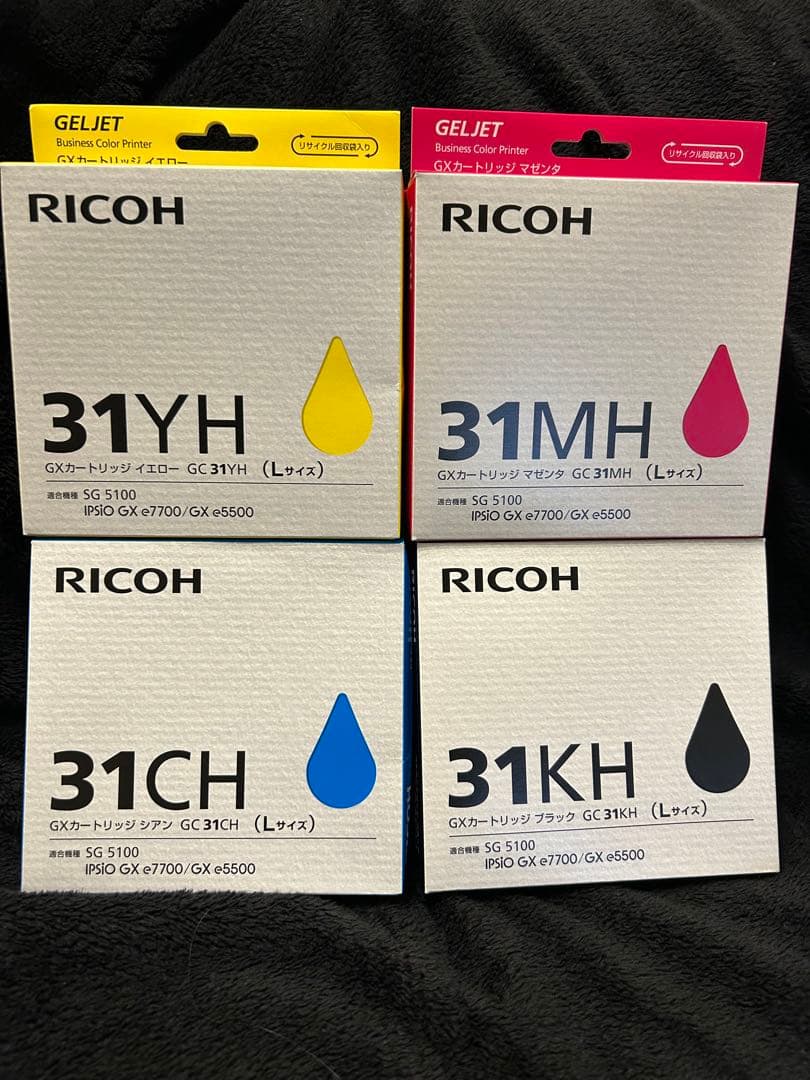 GELJET
Business Color Printer
GXカートリッジ イエロー
リサイクル回収袋入り
RICOH
31YH
GXカートリッジ イエロー GC 31YH (Lサイズ)
適合機種 SG 5100
IPSiO GX e7700/GX e5500
GELJET
Business Color Printer
GXカートリッジ マゼンタ
リサイクル回収袋入り
RICOH
31MH
GXカートリッジ マゼンタ GC 31MH (Lサイズ)
適合機種 SG 5100
IPSiO GX e7700/GX e5500
RICOH
31CH
GXカートリッジ シアン GC 31CH (Lサイズ)
適合機種 SG 5100
IPSiO GX e7700/GX e5500
RICOH
31KH
GXカートリッジ ブラック GC 31KH (Lサイズ)
適合機種 SG 5100
IPSiO GX e7700/GX e5500